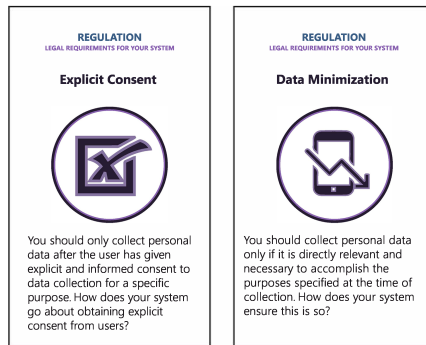 REGULATION
LEGAL REQUIREMENTS FOR YOUR SYSTEM
Explicit Consent
You should only collect personal
data after the user has given
explicit and informed consent to
data collection for a specific
purpose. How does your system
go about obtaining explicit
consent from users?
REGULATION
LEGAL REQUIREMENTS FOR YOUR SYSTEM
Data Minimization
You should collect personal data
only if it is directly relevant and
necessary to accomplish the
purposes specified at the time of
collection. How does your system
ensure this is so?